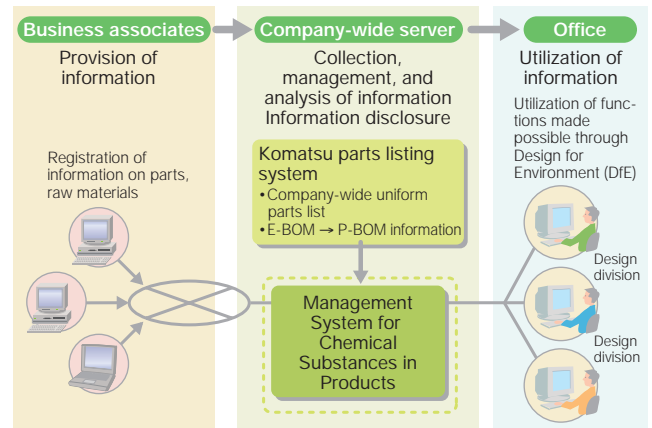 Business associates
Company-wide server
Office
Provision of
information
Collection,
management, and
analysis of information
Information disclosure
Utilization of
information
Utilization of func-
tions made
possible through
Design for
Environment (DfE)
Registration of
information on parts,
raw materials
Komatsu parts listing
system
•Company-wide uniform
parts list
•E-BOM → P-BOM information
Design
division
Management
System for
Chemical
Substances in
Products
Design
division